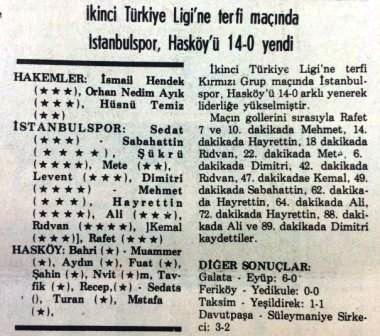 İkinci Türkiye Ligi'ne terfi maçında
İstanbulspor, Hasköy'ü 14-0 yendi
HAKEMLER: İsmail Hendek
(★★★), Orhan Nedim Ayık
(★★★), Hüsnü Temiz
(★★)
İSTANBULSPOR: Sedat
(★★★★) - Sabahattin
(★★★★), Şükrü
(★★★★), Mete (★★),
Levent (★★★), Dimitri
(★★★★) - Mehmet
(★★★★), Hayrettin
(★★★★), Ali (★★★),
Rıdvan (★★★★), ]Kemal
(★★★)], Rafet (★★★)
HASKÖY: Bahri (★) - Muammer
(★), Aydın (★), Fuat (★),
Şahin (★), Nvit (★)m, Tav-
fik (★), Recep,(★) - Sedats
(), Turan (★), Mstafa
(★),
İkinci Türkiye Ligi'ne terfi
Kırmızı Grup maçında İstanbul-
spor, Hasköy'ü 14-0 arklı yenerek
liderliğe yükselmiştir.
Maçın gollerini sırasıyla Rafet
7 ve 10. dakikada Mehmet, 14.
dakikada Hayrettin, 18 dakikada
Rıdvan, 22. dakikada Met, 6.
dakikada Dimitri, 42. dakikada
Rıdvan, 47. dakikadae Kemal, 49.
dakikada Sabahattin, 62. dakika-
da Hayrettin, 64. dakikada Ali,
72. dakikada Hayrettin, 88. daki-
kada Ali ve 89. dakikada Dimitri
kaydettiler.
DİĞER SONUÇLAR:
Galata - Eyüp: 6-0
Feriköy - Yedikule: 0-0
Taksim - Yeşildirek: 1-1
Davutpaşa - Süleymaniye Sirke-
ci: 3-2